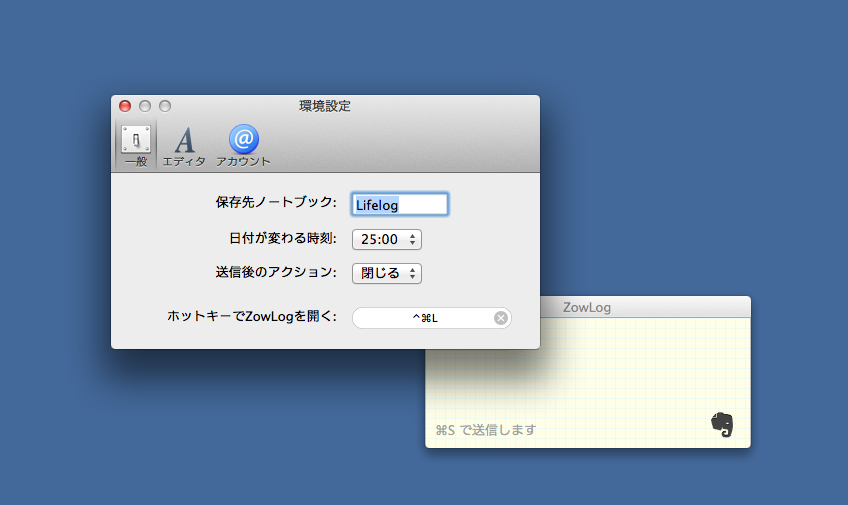 環境設定
一般 エディタ アカウント
保存先ノートブック: Lifelog
日付が変わる時刻: 25:00
送信後のアクション: 閉じる
ホットキーでZowLogを開く: ^⌘L
ZowLog
⌘S で送信します